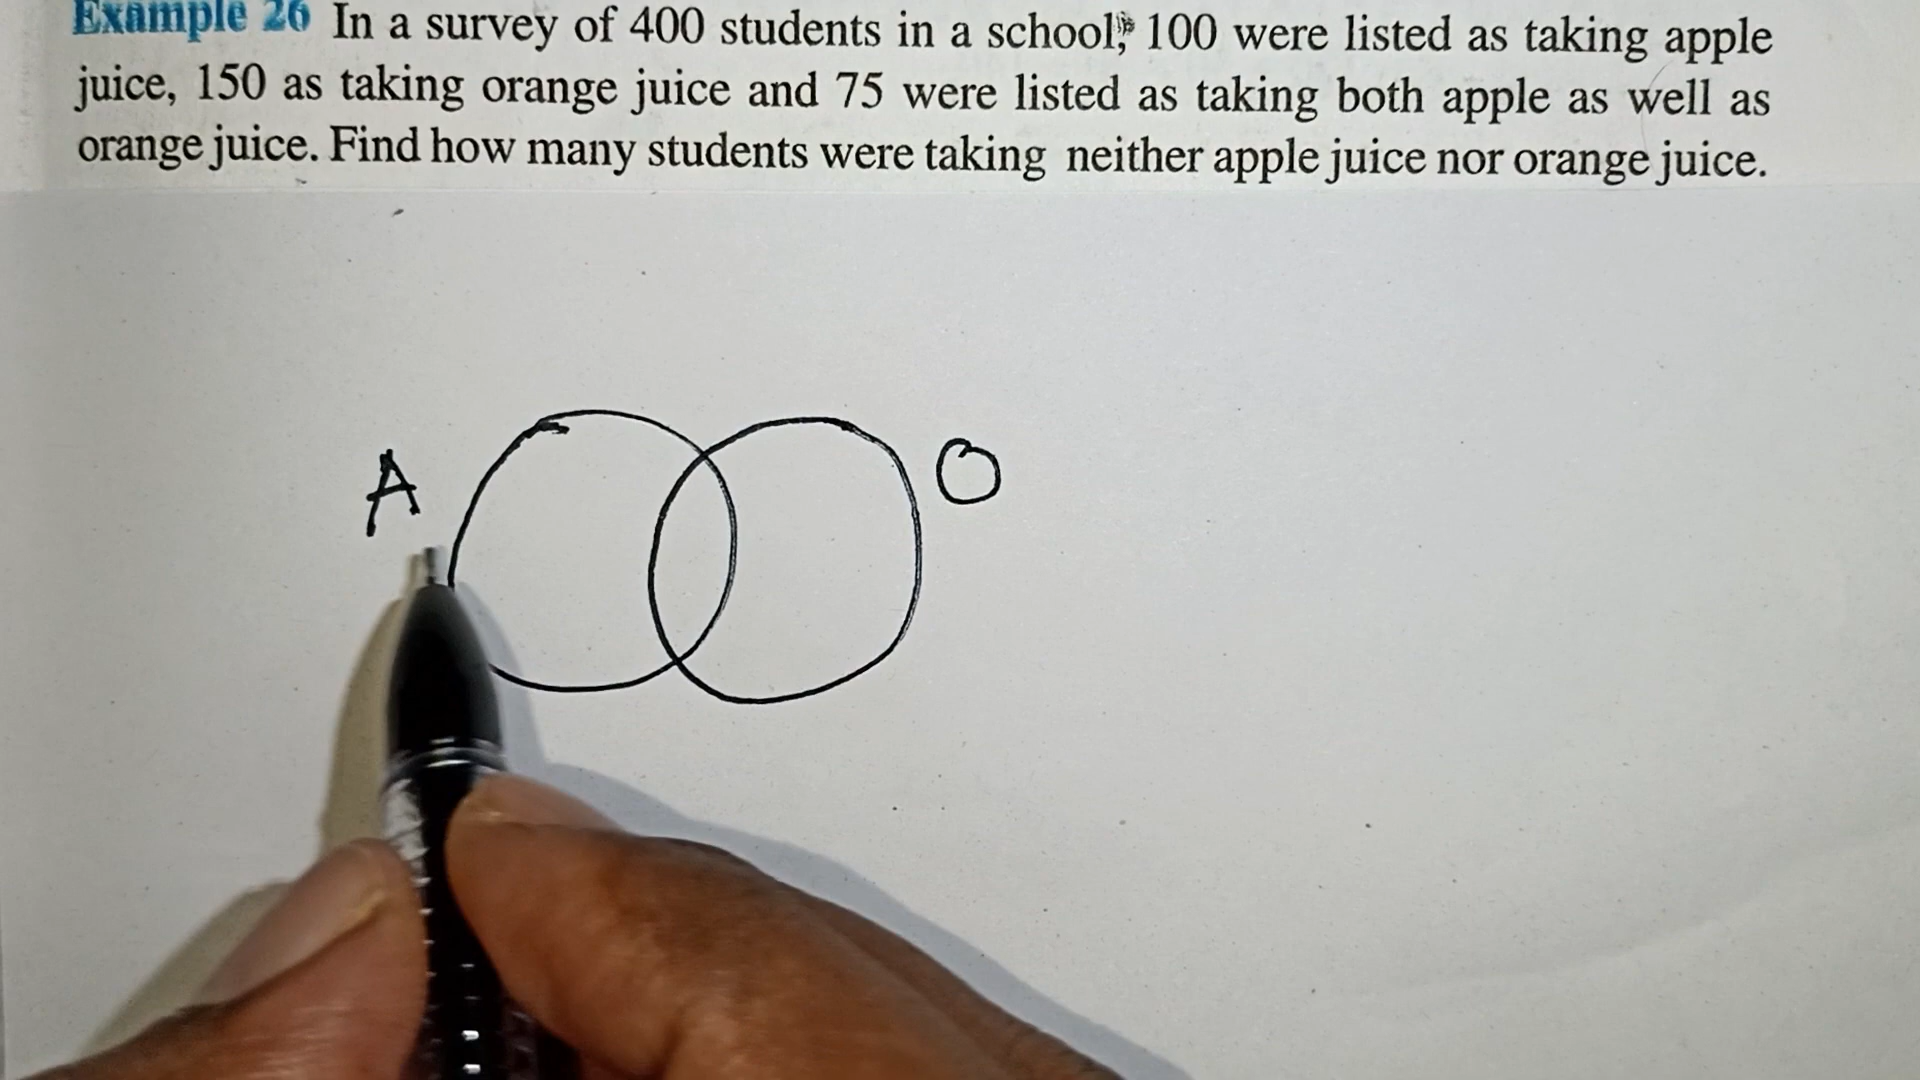 Example 26 In a survey of 400 students in a school, 100 were listed as taking apple
juice, 150 as taking orange juice and 75 were listed as taking both apple as well as
orange juice. Find how many students were taking neither apple juice nor orange juice.
A O